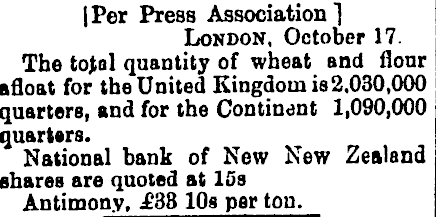 [Per Press Association]
LONDON, October 17.
The total quantity of wheat and flour
afloat for the United Kingdom is 2,030,000
quarters, and for the Continent 1,090,000
quarters.
National bank of New New Zealand
shares are quoted at 15s
Antimony, £38 10s per ton.